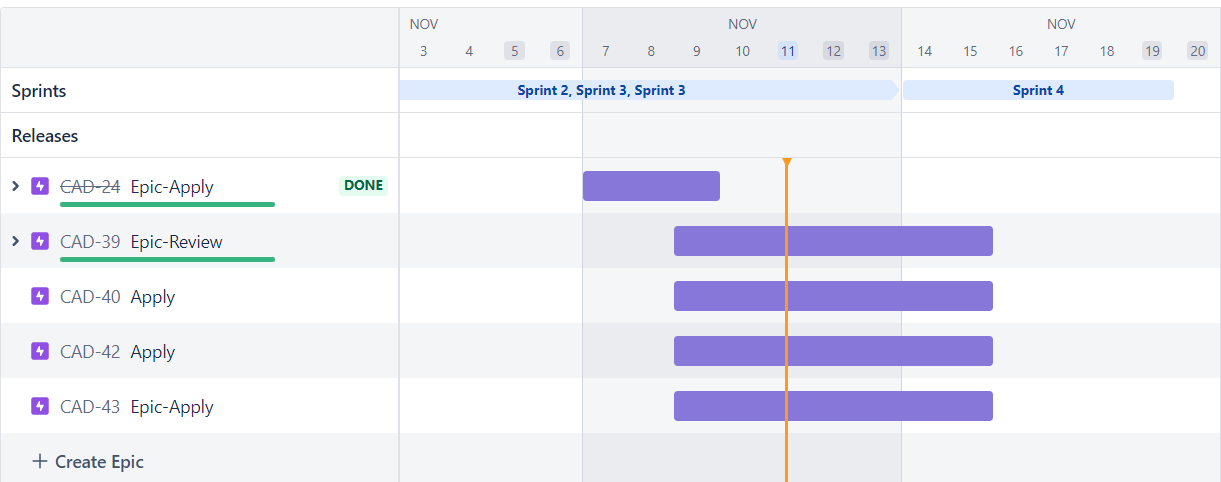 NOV NOV NOV
3 4 5 6 7 8 9 10 11 12 13 14 15 16 17 18 19 20
Sprints Sprint 2, Sprint 3, Sprint 3 Sprint 4
Releases
CAD-24 Epic-Apply DONE
CAD-39 Epic-Review
CAD-40 Apply
CAD-42 Apply
CAD-43 Epic-Apply
+ Create Epic